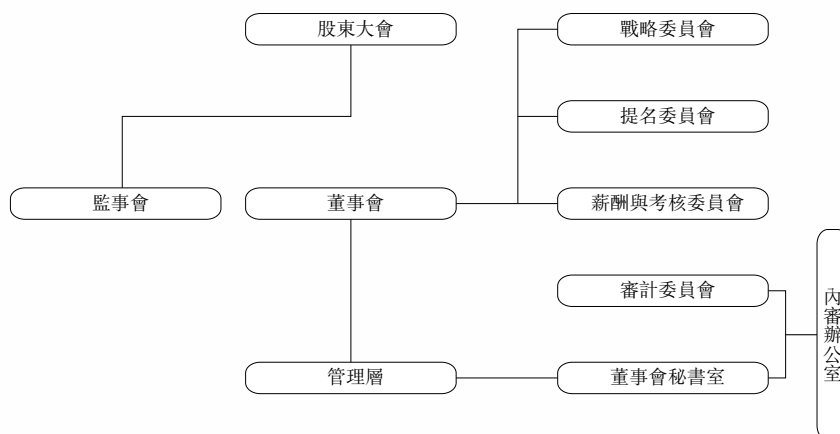 股東大會
戰略委員會
提名委員會
監事會
董事會
薪酬與考核委員會
審計委員會
內審辦公室
管理層
董事會秘書室